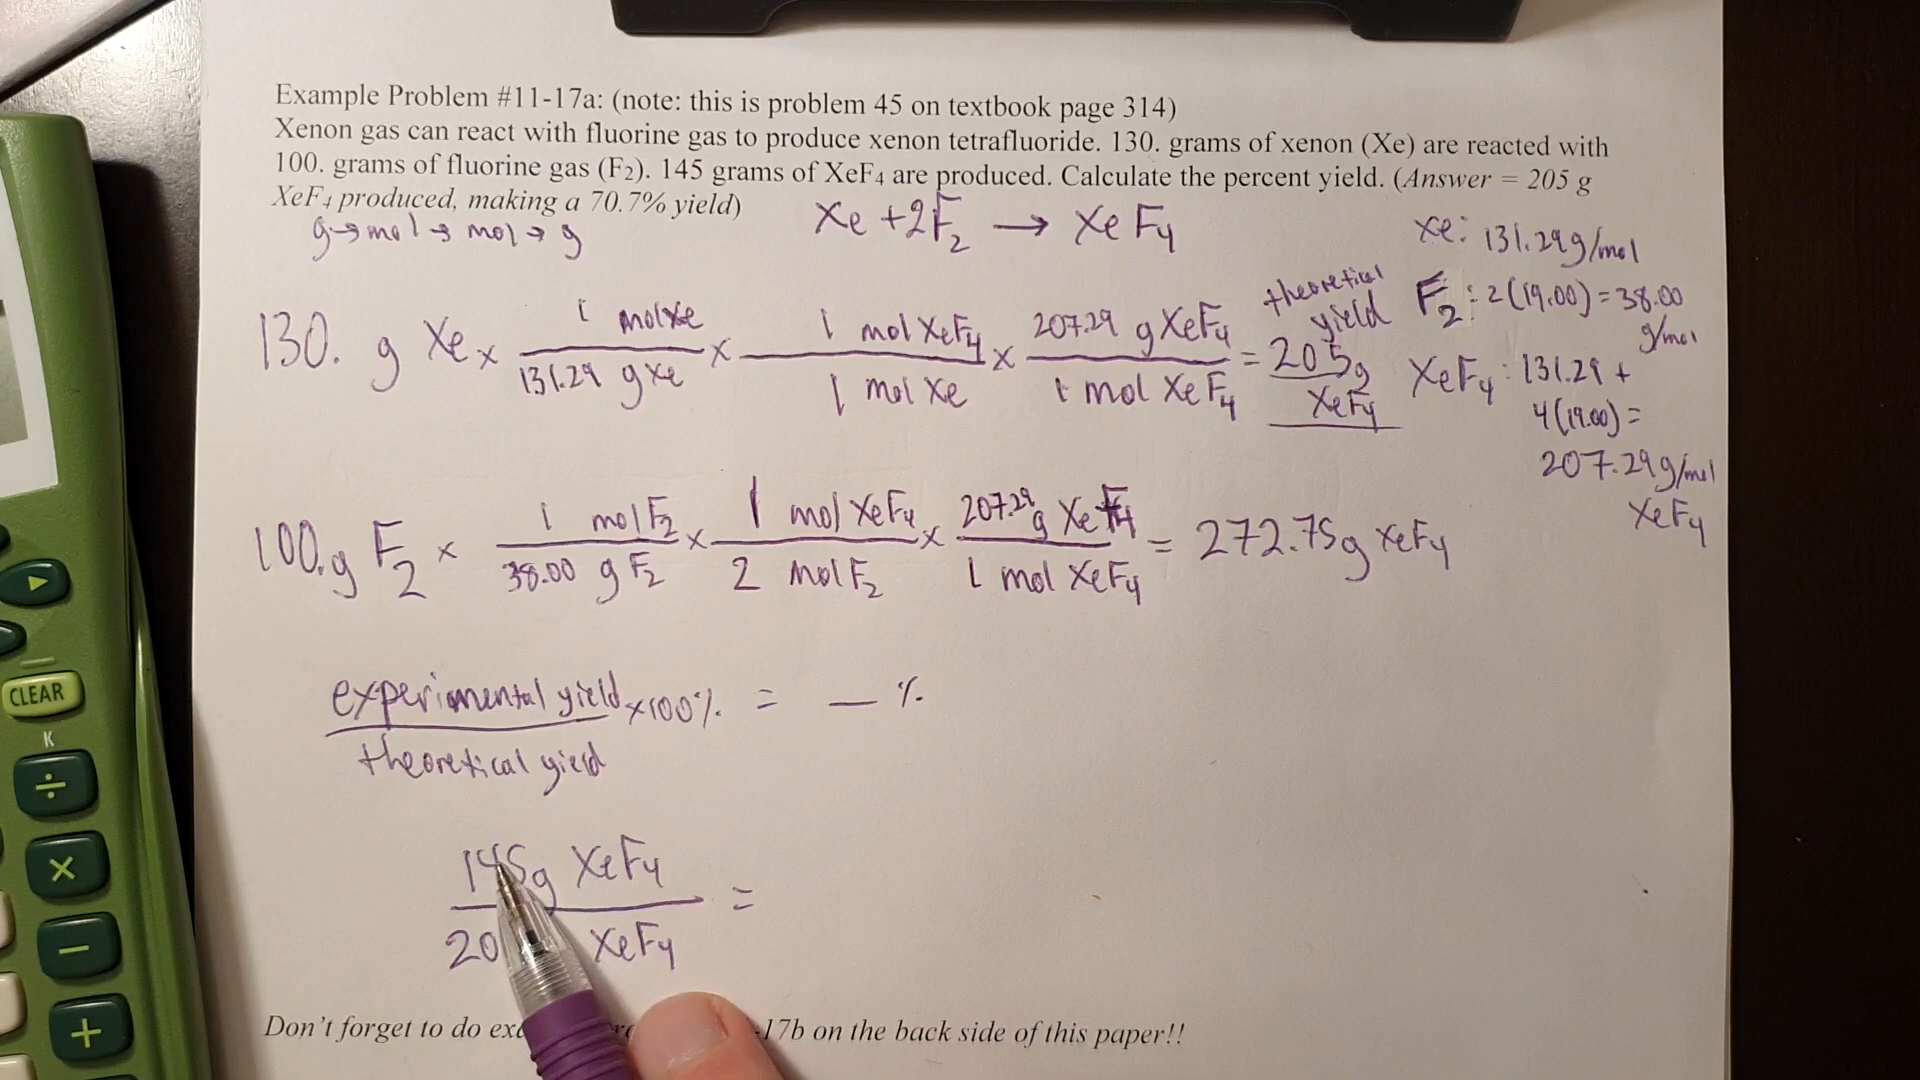 Example Problem #11-17a: (note: this is problem 45 on textbook page 314)
Xenon gas can react with fluorine gas to produce xenon tetrafluoride. 130. grams of xenon (Xe) are reacted with
100. grams of fluorine gas (F₂). 145 grams of XeF₄ are produced. Calculate the percent yield. (Answer = 205 g
XeF₄ produced, making a 70.7% yield)
g→mol→mol→g
Xe + 2F₂ → XeF₄
Xe: 131.29g/mol
F₂: 2(19.00) = 38.00
g/mol
XeF₄: 131.29 +
4(19.00) =
207.29g/mol
XeF₄
theoretical
yield
1 mol Xe 1 mol XeF₄ 207.29 g XeF₄
130. g Xe x x x = 205g
131.29 g Xe 1 mol Xe 1 mol XeF₄ XeF₄
1 mol F₂ 1 mol XeF₄ 207.29 g XeF₄
100.g F₂ x x x = 272.75g XeF₄
38.00 g F₂ 2 mol F₂ 1 mol XeF₄
experimental yield x100% = _ %
theoretical yield
145g XeF₄ =
20 XeF₄
Don't forget to do 17b on the back side of this paper!!
CLEAR
K
÷
×
−
+